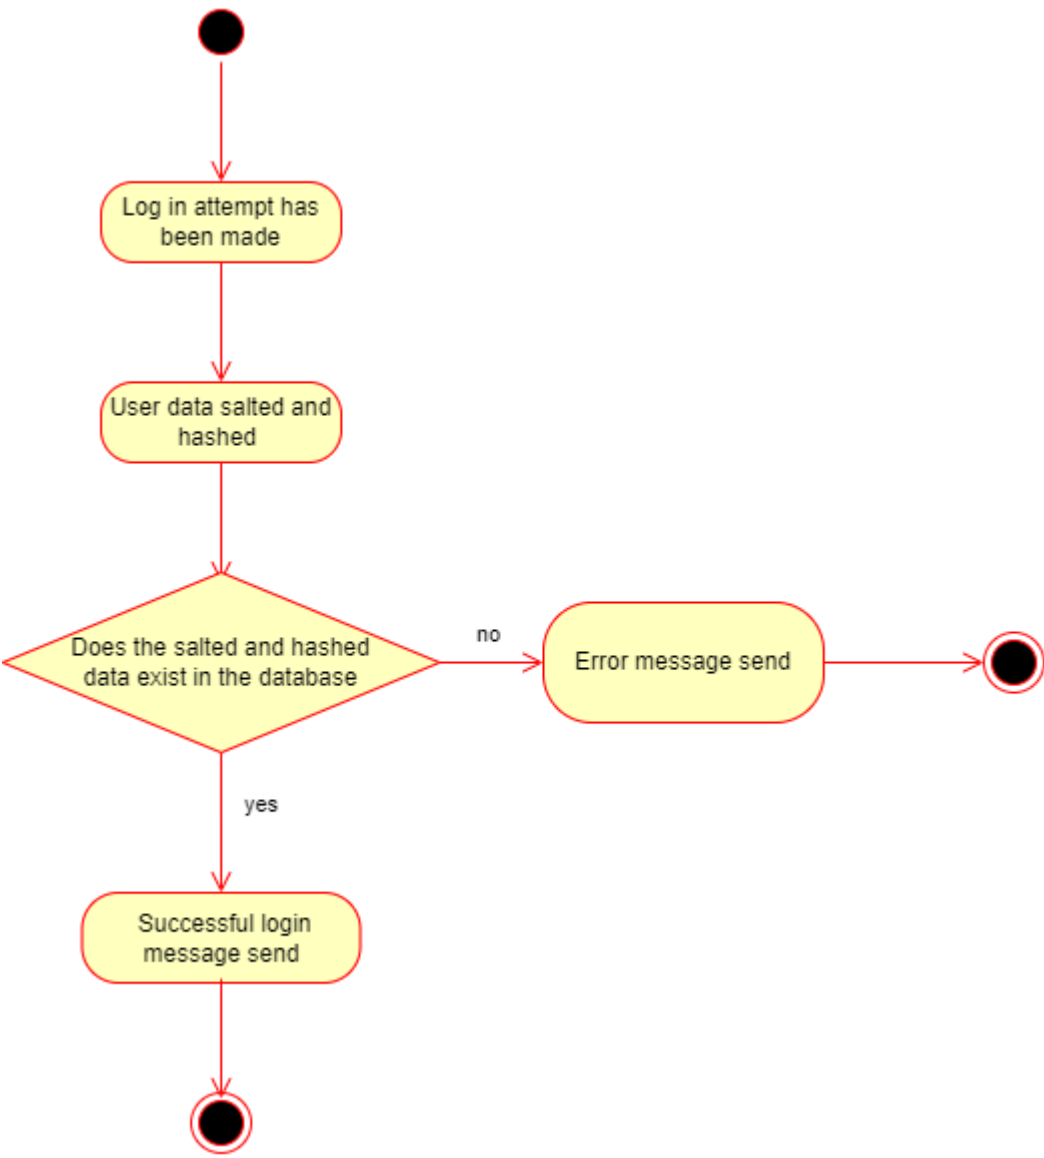 Log in attempt has
been made
User data salted and
hashed
Does the salted and hashed
data exist in the database
no
Error message send
yes
Successful login
message send